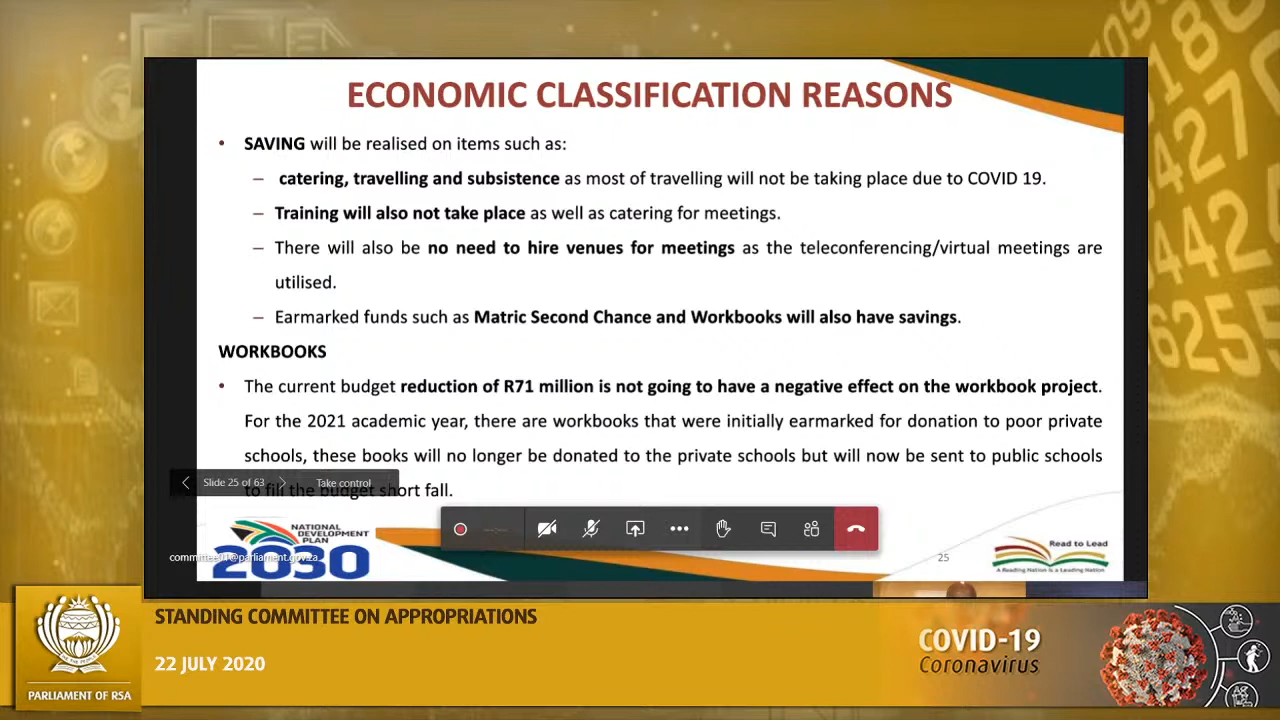 ECONOMIC CLASSIFICATION REASONS
• SAVING will be realised on items such as:
– catering, travelling and subsistence as most of travelling will not be taking place due to COVID 19.
– Training will also not take place as well as catering for meetings.
– There will also be no need to hire venues for meetings as the teleconferencing/virtual meetings are
utilised.
– Earmarked funds such as Matric Second Chance and Workbooks will also have savings.
WORKBOOKS
• The current budget reduction of R71 million is not going to have a negative effect on the workbook project.
For the 2021 academic year, there are workbooks that were initially earmarked for donation to poor private
schools, these books will no longer be donated to the private schools but will now be sent to public schools
to fill the budget short fall.
Slide 25 of 63
Take control
NATIONAL
DEVELOPMENT
PLAN
2030
committee01@parliament.gov.za
25
Read to Lead
A Reading Nation is a Leading Nation
STANDING COMMITTEE ON APPROPRIATIONS
22 JULY 2020
PARLIAMENT OF RSA
COVID-19
Coronavirus